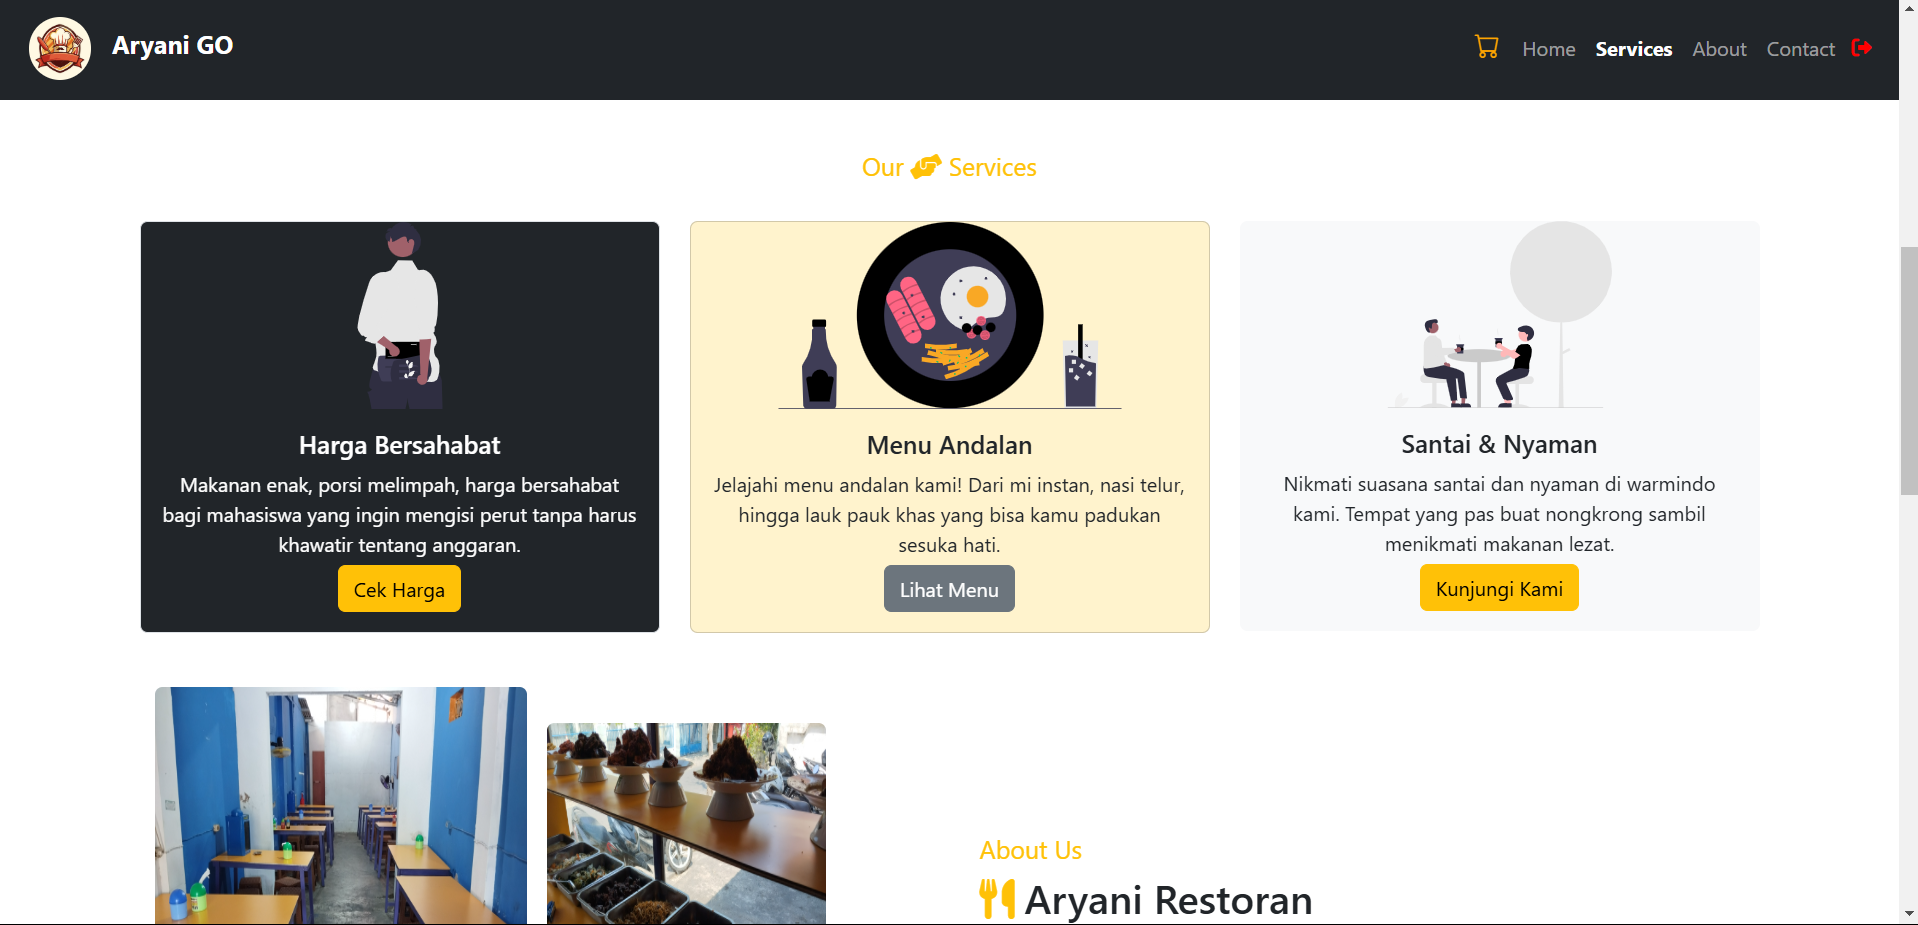 Aryani GO
Home Services About Contact
Our Services
Harga Bersahabat
Makanan enak, porsi melimpah, harga bersahabat
bagi mahasiswa yang ingin mengisi perut tanpa harus
khawatir tentang anggaran.
Cek Harga
Menu Andalan
Jelajahi menu andalan kami! Dari mi instan, nasi telur,
hingga lauk pauk khas yang bisa kamu padukan
sesuka hati.
Lihat Menu
Santai & Nyaman
Nikmati suasana santai dan nyaman di warmindo
kami. Tempat yang pas buat nongkrong sambil
menikmati makanan lezat.
Kunjungi Kami
About Us
Aryani Restoran